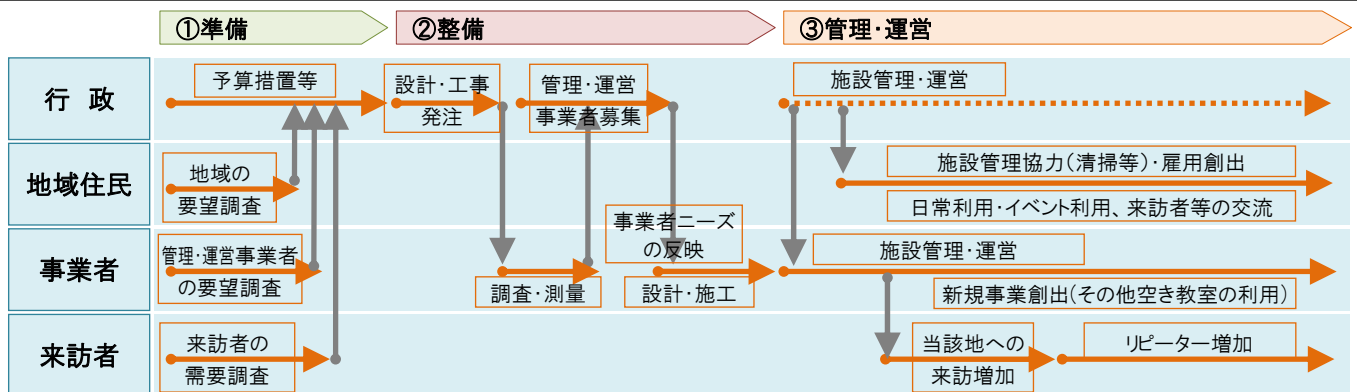 ①準備
②整備
③管理・運営
行 政
予算措置等
設計・工事
発注
管理・運営
事業者募集
施設管理・運営
地域住民
地域の
要望調査
施設管理協力(清掃等)・雇用創出
日常利用・イベント利用、来訪者等の交流
事業者
管理・運営事業者
の要望調査
調査・測量
事業者ニーズ
の反映
設計・施工
施設管理・運営
新規事業創出(その他空き教室の利用)
来訪者
来訪者の
需要調査
当該地への
来訪増加
リピーター増加